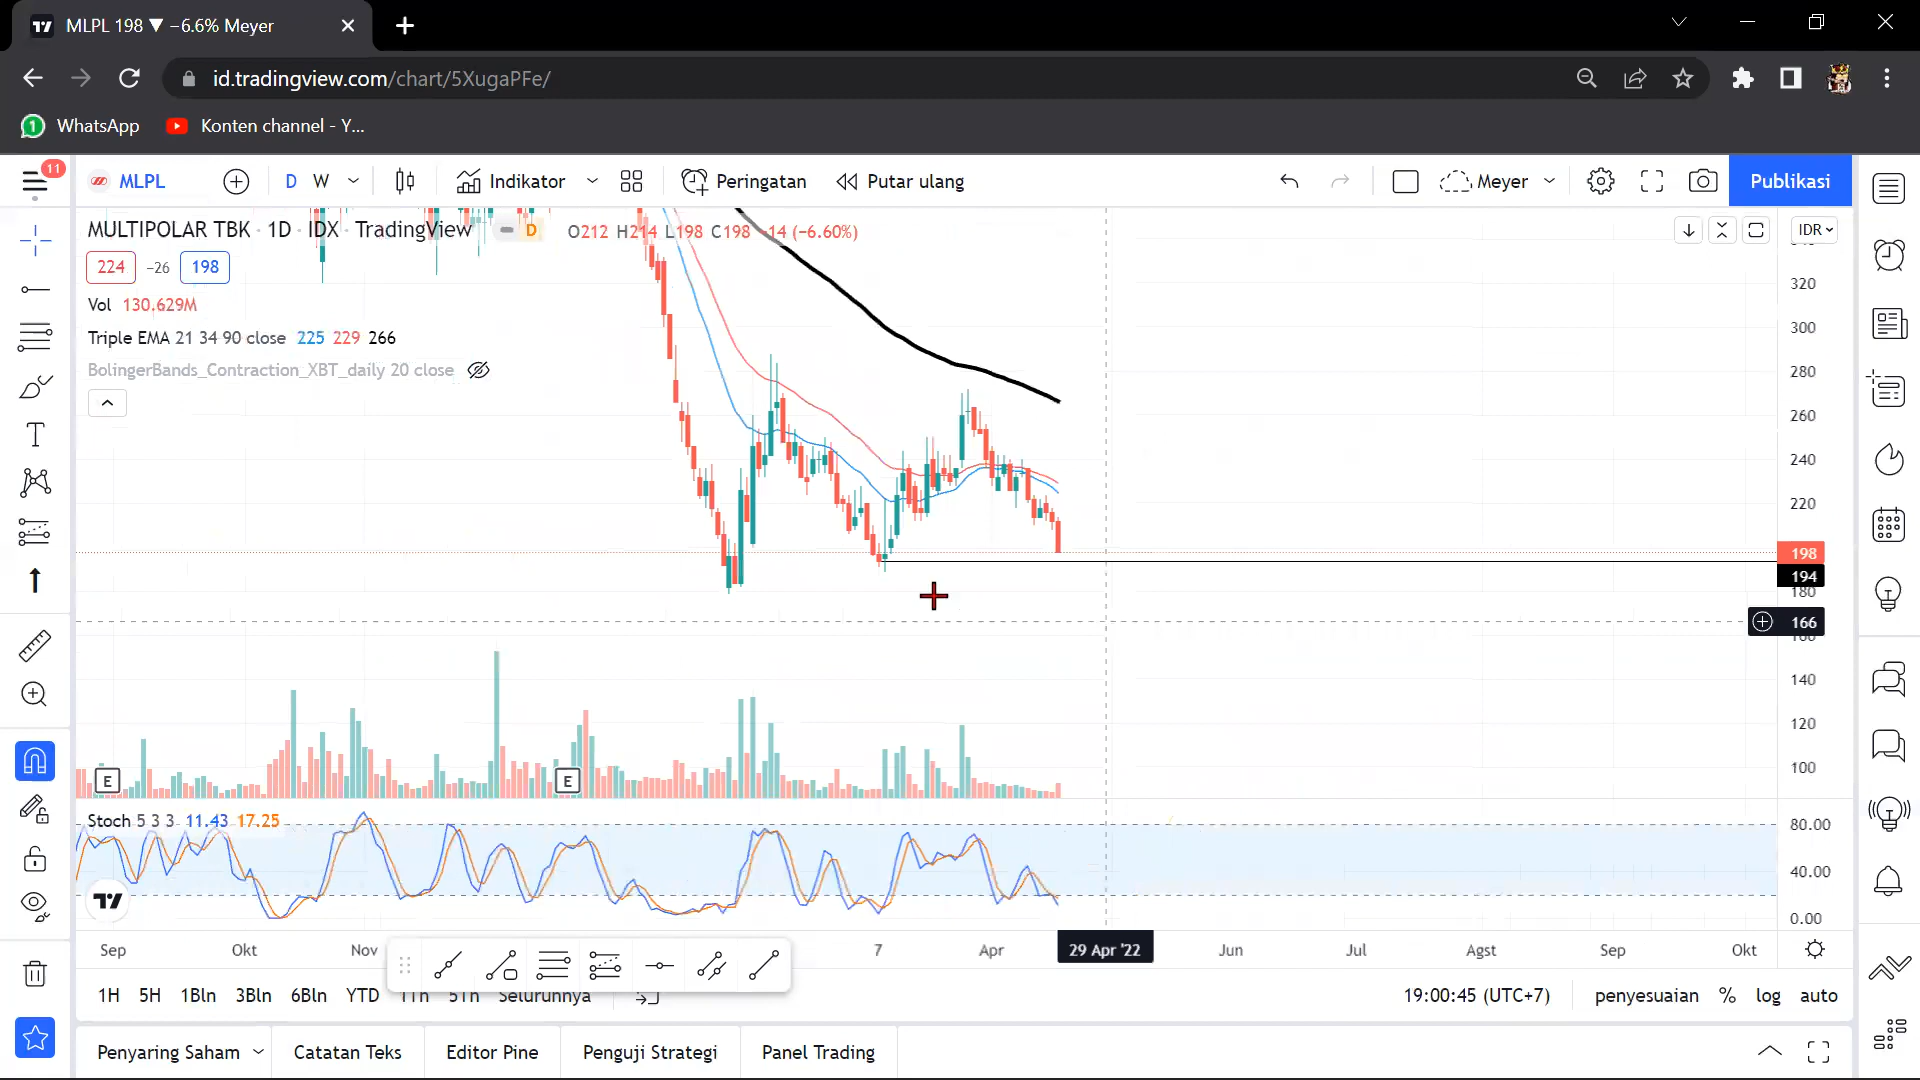 MLPL 198 ▼ −6.6% Meyer
id.tradingview.com/chart/5XugaPFe/
1 WhatsApp Konten channel - Y...
11 MLPL D W Indikator Peringatan Putar ulang Meyer Publikasi
MULTIPOLAR TBK · 1D · IDX · TradingView D O212 H214 L198 C198 −14 (−6.60%) IDR
224 −26 198
Vol 130.629M
Triple EMA 21 34 90 close 225 229 266
BolingerBands_Contraction_XBT_daily 20 close
320
300
280
260
240
220
198
194
180
166
160
140
120
100
E E
Stoch 5 3 3 11.43 17.25
80.00
40.00
0.00
Sep Okt Nov 7 Apr 29 Apr '22 Jun Jul Agst Sep Okt
1H 5H 1Bln 3Bln 6Bln YTD 1Th 5Th Seluruhnya 19:00:45 (UTC+7) penyesuaian % log auto
Penyaring Saham Catatan Teks Editor Pine Penguji Strategi Panel Trading